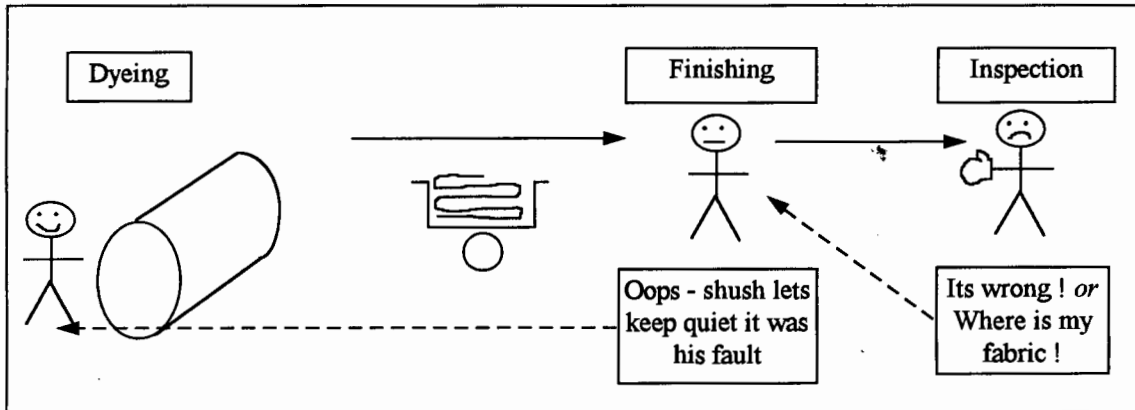 Dyeing
Finishing
Inspection
Oops - shush lets
keep quiet it was
his fault
Its wrong ! or
Where is my
fabric !